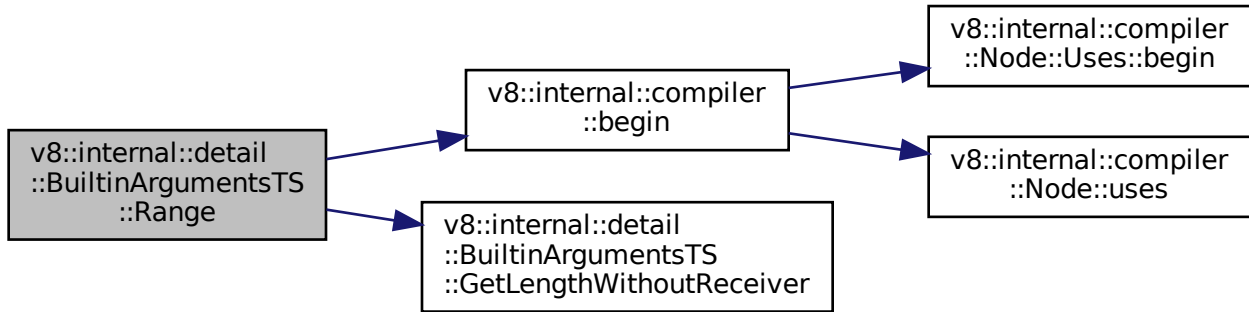 v8::internal::detail
::BuiltinArgumentsTS
::Range
v8::internal::compiler
::begin
v8::internal::compiler
::Node::Uses::begin
v8::internal::compiler
::Node::uses
v8::internal::detail
::BuiltinArgumentsTS
::GetLengthWithoutReceiver